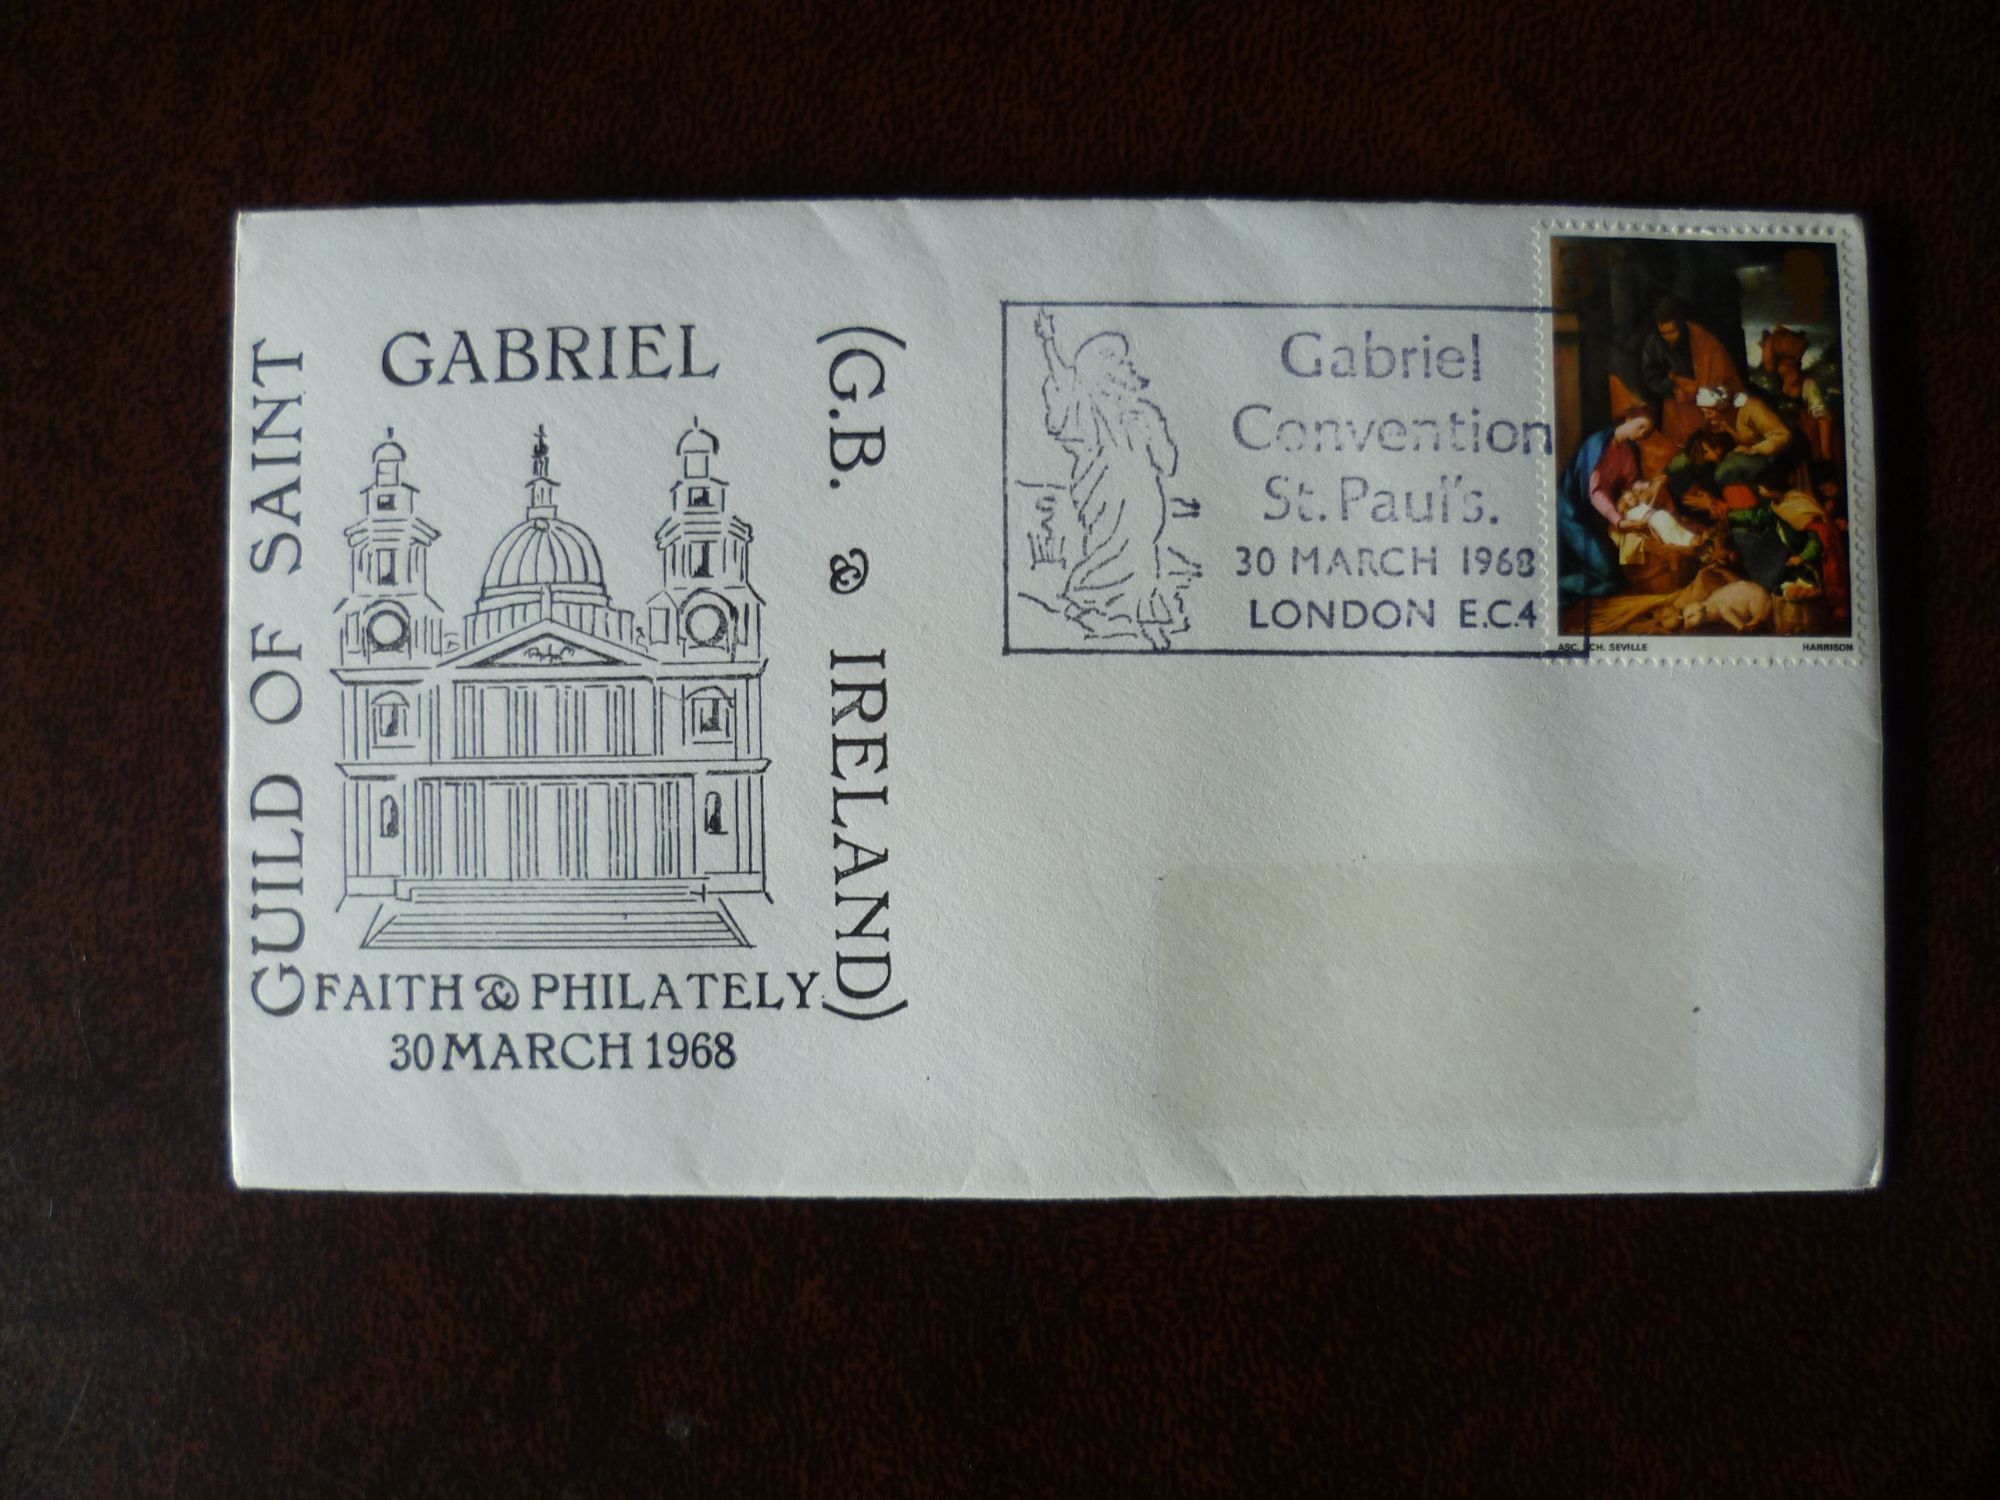 GUILD OF SAINT
GABRIEL
(G.B. & IRELAND)
FAITH & PHILATELY
30 MARCH 1968
Gabriel
Convention
St. Paul's.
30 MARCH 1968
LONDON E.C.4
SEVILLE
HARRISON